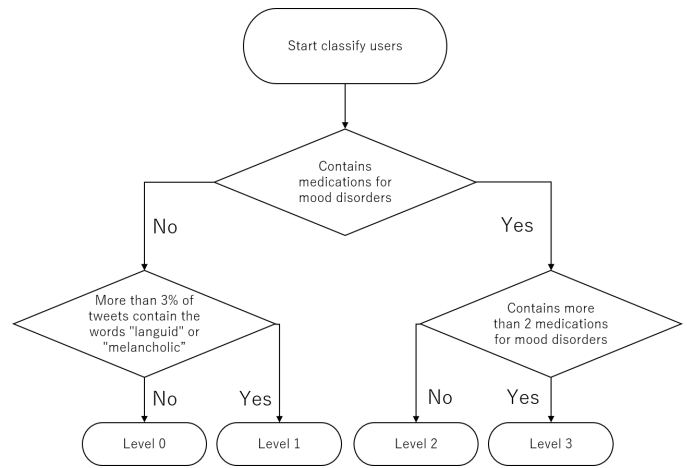 Start classify users
Contains
medications for
mood disorders
No
Yes
More than 3% of
tweets contain the
words "languid" or
"melancholic”
Contains more
than 2 medications
for mood disorders
No
Yes
No
Yes
Level 0
Level 1
Level 2
Level 3